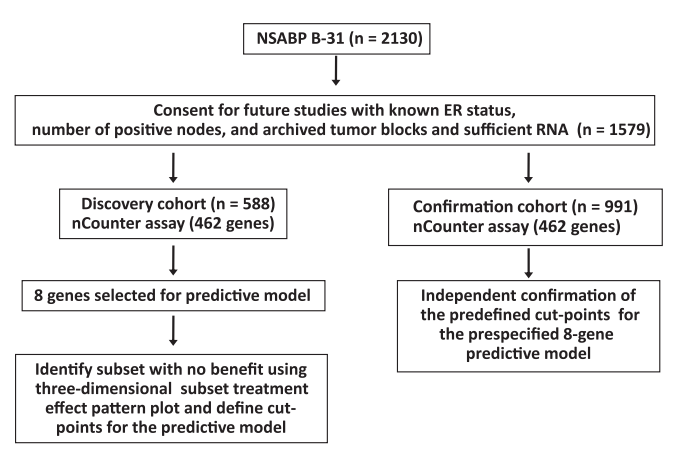 NSABP B-31 (n = 2130)
Consent for future studies with known ER status,
number of positive nodes, and archived tumor blocks and sufficient RNA (n = 1579)
Discovery cohort (n = 588)
nCounter assay (462 genes)
8 genes selected for predictive model
Identify subset with no benefit using
three-dimensional subset treatment
effect pattern plot and define cut-
points for the predictive model
Confirmation cohort (n = 991)
nCounter assay (462 genes)
Independent confirmation of
the predefined cut-points for
the prespecified 8-gene
predictive model